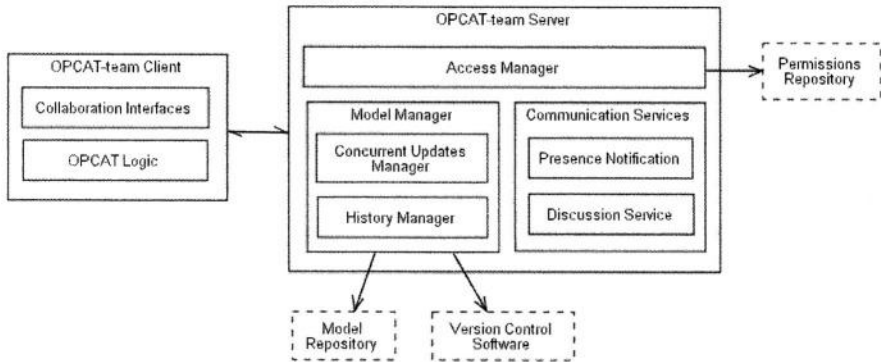 OPCAT-team Server
OPCAT-team Client
Access Manager
Permissions
Repository
Collaboration Interfaces
Model Manager
Communication Services
OPCAT Logic
Concurrent Updates
Manager
Presence Notification
History Manager
Discussion Service
Model
Repository
Version Control
Software